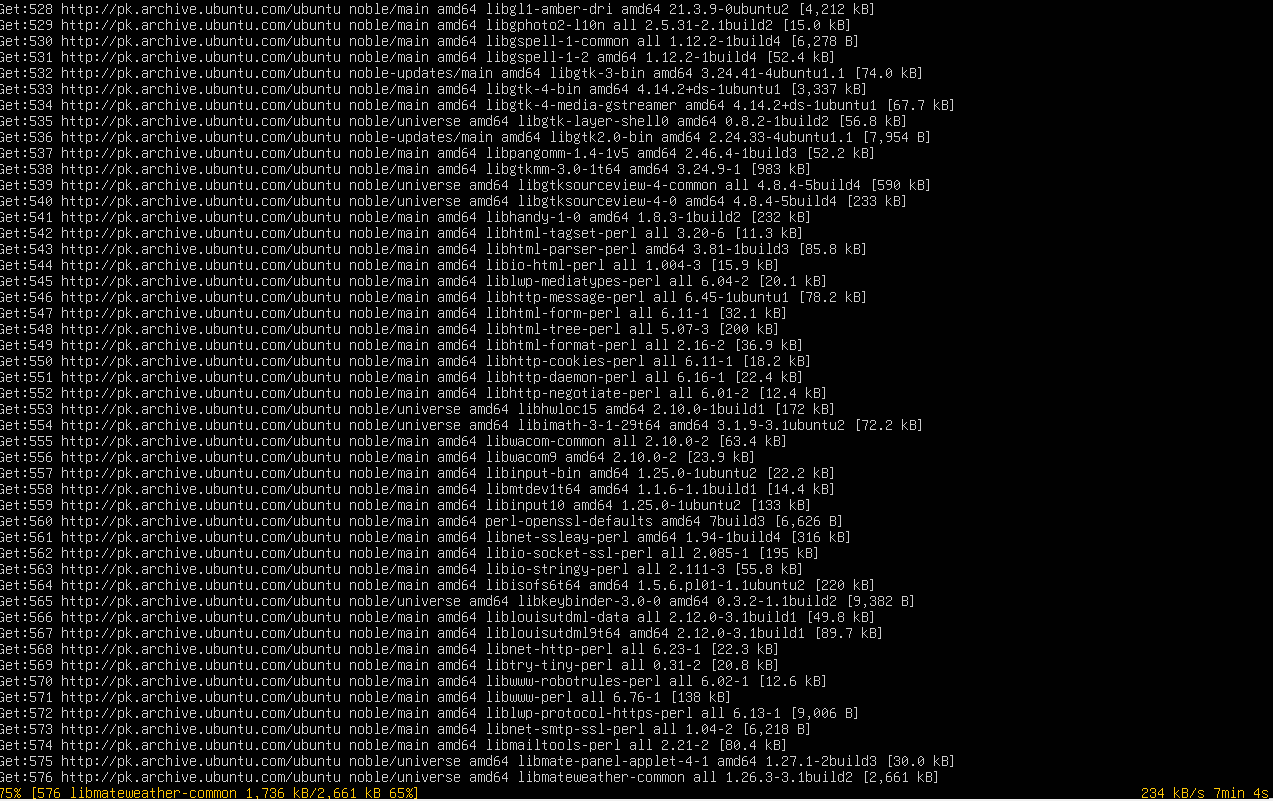 Get:528 http://pk.archive.ubuntu.com/ubuntu noble/main amd64 libgl1-amber-dri amd64 21.3.9-0ubuntu2 [4,212 kB]
Get:529 http://pk.archive.ubuntu.com/ubuntu noble/main amd64 libgphoto2-l10n all 2.5.31-2.1build2 [15.0 kB]
Get:530 http://pk.archive.ubuntu.com/ubuntu noble/main amd64 libgspell-1-common all 1.12.2-1build4 [6,278 B]
Get:531 http://pk.archive.ubuntu.com/ubuntu noble/main amd64 libgspell-1-2 amd64 1.12.2-1build4 [52.4 kB]
Get:532 http://pk.archive.ubuntu.com/ubuntu noble-updates/main amd64 libgtk-3-bin amd64 3.24.41-4ubuntu1.1 [74.0 kB]
Get:533 http://pk.archive.ubuntu.com/ubuntu noble/main amd64 libgtk-4-bin amd64 4.14.2+ds-1ubuntu1 [3,337 kB]
Get:534 http://pk.archive.ubuntu.com/ubuntu noble/main amd64 libgtk-4-media-gstreamer amd64 4.14.2+ds-1ubuntu1 [67.7 kB]
Get:535 http://pk.archive.ubuntu.com/ubuntu noble/universe amd64 libgtk-layer-shell0 amd64 0.8.2-1build1 [56.8 kB]
Get:536 http://pk.archive.ubuntu.com/ubuntu noble-updates/main amd64 libgtk2.0-bin amd64 2.24.33-4ubuntu1.1 [7,954 B]
Get:537 http://pk.archive.ubuntu.com/ubuntu noble/main amd64 libpangomm-1.4-1v5 amd64 2.46.4-1build3 [52.2 kB]
Get:538 http://pk.archive.ubuntu.com/ubuntu noble/main amd64 libgtkmm-3.0-1t64 amd64 3.24.9-1 [983 kB]
Get:539 http://pk.archive.ubuntu.com/ubuntu noble/universe amd64 libgtksourceview-4-common all 4.8.4-5build4 [590 kB]
Get:540 http://pk.archive.ubuntu.com/ubuntu noble/universe amd64 libgtksourceview-4-0 amd64 4.8.4-5build4 [233 kB]
Get:541 http://pk.archive.ubuntu.com/ubuntu noble/main amd64 libhandy-1-0 amd64 1.8.3-1build2 [232 kB]
Get:542 http://pk.archive.ubuntu.com/ubuntu noble/main amd64 libhtml-tagset-perl all 3.20-6 [11.3 kB]
Get:543 http://pk.archive.ubuntu.com/ubuntu noble/main amd64 libhtml-parser-perl amd64 3.81-1build3 [85.8 kB]
Get:544 http://pk.archive.ubuntu.com/ubuntu noble/main amd64 libio-html-perl all 1.004-3 [15.9 kB]
Get:545 http://pk.archive.ubuntu.com/ubuntu noble/main amd64 liblwp-mediatypes-perl all 6.04-2 [20.1 kB]
Get:546 http://pk.archive.ubuntu.com/ubuntu noble/main amd64 libhttp-message-perl all 6.45-1ubuntu1 [78.2 kB]
Get:547 http://pk.archive.ubuntu.com/ubuntu noble/main amd64 libhtml-form-perl all 6.11-1 [32.1 kB]
Get:548 http://pk.archive.ubuntu.com/ubuntu noble/main amd64 libhtml-tree-perl all 5.07-3 [200 kB]
Get:549 http://pk.archive.ubuntu.com/ubuntu noble/main amd64 libhtml-format-perl all 2.16-2 [36.9 kB]
Get:550 http://pk.archive.ubuntu.com/ubuntu noble/main amd64 libhttp-cookies-perl all 6.11-1 [18.2 kB]
Get:551 http://pk.archive.ubuntu.com/ubuntu noble/main amd64 libhttp-daemon-perl all 6.16-1 [22.4 kB]
Get:552 http://pk.archive.ubuntu.com/ubuntu noble/main amd64 libhttp-negotiate-perl all 6.01-2 [12.4 kB]
Get:553 http://pk.archive.ubuntu.com/ubuntu noble/universe amd64 libhwloc15 amd64 2.10.0-1build1 [172 kB]
Get:554 http://pk.archive.ubuntu.com/ubuntu noble/universe amd64 libimath-3-1-29t64 amd64 3.1.9-3.1ubuntu2 [72.2 kB]
Get:555 http://pk.archive.ubuntu.com/ubuntu noble/main amd64 libwacom-common all 2.10.0-2 [63.4 kB]
Get:556 http://pk.archive.ubuntu.com/ubuntu noble/main amd64 libwacom9 amd64 2.10.0-2 [23.9 kB]
Get:557 http://pk.archive.ubuntu.com/ubuntu noble/main amd64 libinput-bin amd64 1.25.0-1ubuntu2 [22.2 kB]
Get:558 http://pk.archive.ubuntu.com/ubuntu noble/main amd64 libmtdev1t64 amd64 1.1.6-1.1build1 [14.4 kB]
Get:559 http://pk.archive.ubuntu.com/ubuntu noble/main amd64 libinput10 amd64 1.25.0-1ubuntu2 [133 kB]
Get:560 http://pk.archive.ubuntu.com/ubuntu noble/main amd64 perl-openssl-defaults amd64 7build3 [6,626 B]
Get:561 http://pk.archive.ubuntu.com/ubuntu noble/main amd64 libnet-ssleay-perl amd64 1.94-1build4 [316 kB]
Get:562 http://pk.archive.ubuntu.com/ubuntu noble/main amd64 libio-socket-ssl-perl all 2.085-1 [195 kB]
Get:563 http://pk.archive.ubuntu.com/ubuntu noble/main amd64 libio-stringy-perl all 2.111-3 [55.8 kB]
Get:564 http://pk.archive.ubuntu.com/ubuntu noble/main amd64 libisofs6t64 amd64 1.5.6.pl01-1.1ubuntu2 [220 kB]
Get:565 http://pk.archive.ubuntu.com/ubuntu noble/universe amd64 libkeybinder-3.0-0 amd64 0.3.2-1.1build2 [9,382 B]
Get:566 http://pk.archive.ubuntu.com/ubuntu noble/main amd64 liblouisutdml-data all 2.12.0-3.1build1 [49.8 kB]
Get:567 http://pk.archive.ubuntu.com/ubuntu noble/main amd64 liblouisutdml9t64 amd64 2.12.0-3.1build1 [89.7 kB]
Get:568 http://pk.archive.ubuntu.com/ubuntu noble/main amd64 libnet-http-perl all 6.23-1 [22.3 kB]
Get:569 http://pk.archive.ubuntu.com/ubuntu noble/main amd64 libtry-tiny-perl all 0.31-2 [20.8 kB]
Get:570 http://pk.archive.ubuntu.com/ubuntu noble/main amd64 libwww-robotrules-perl all 6.02-1 [12.6 kB]
Get:571 http://pk.archive.ubuntu.com/ubuntu noble/main amd64 libwww-perl all 6.76-1 [138 kB]
Get:572 http://pk.archive.ubuntu.com/ubuntu noble/main amd64 liblwp-protocol-https-perl all 6.13-1 [9,006 B]
Get:573 http://pk.archive.ubuntu.com/ubuntu noble/main amd64 libnet-smtp-ssl-perl all 1.04-2 [6,218 B]
Get:574 http://pk.archive.ubuntu.com/ubuntu noble/main amd64 libmailtools-perl all 2.21-2 [80.4 kB]
Get:575 http://pk.archive.ubuntu.com/ubuntu noble/universe amd64 libmate-panel-applet-4-1 amd64 1.27.1-2build3 [30.0 kB]
Get:576 http://pk.archive.ubuntu.com/ubuntu noble/universe amd64 libmateweather-common all 1.26.3-3.1build2 [2,661 kB]
75% [576 libmateweather-common 1,736 kB/2,661 kB 65%] 234 kB/s 7min 4s